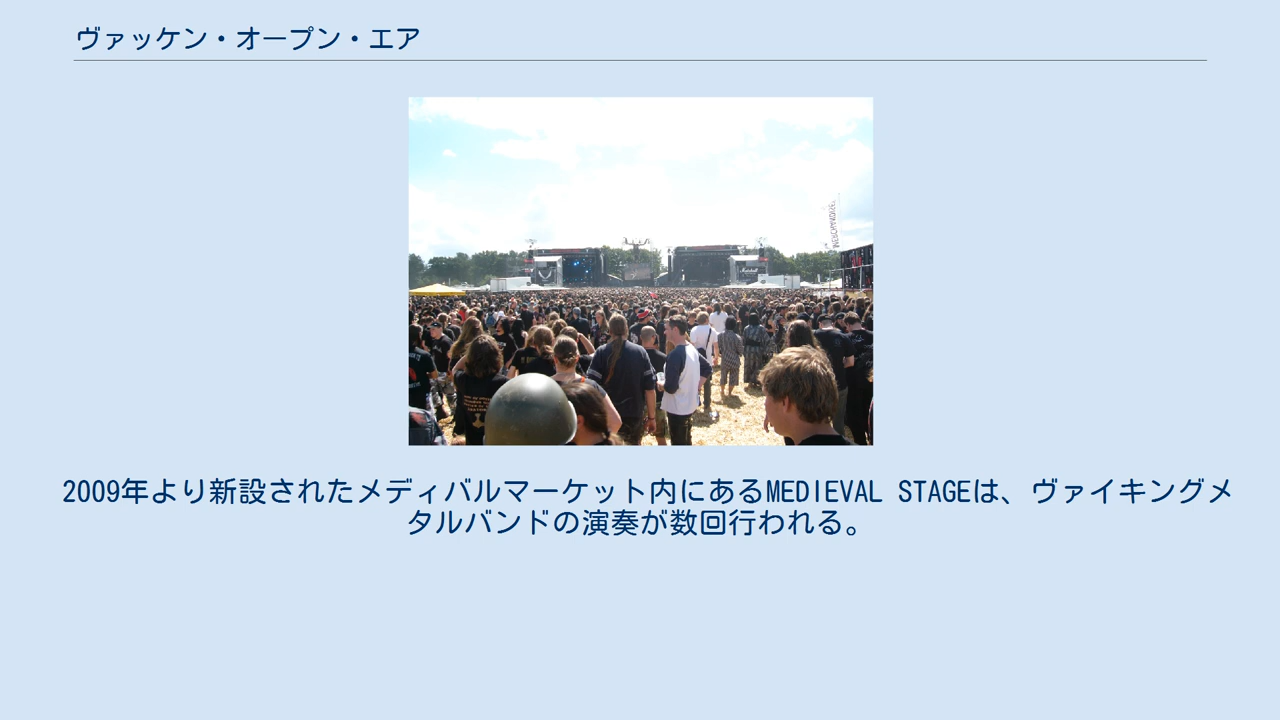 ヴァッケン・オープン・エア
2009年より新設されたメディバルマーケット内にあるMEDIEVAL STAGEは、ヴァイキングメ
タルバンドの演奏が数回行われる。